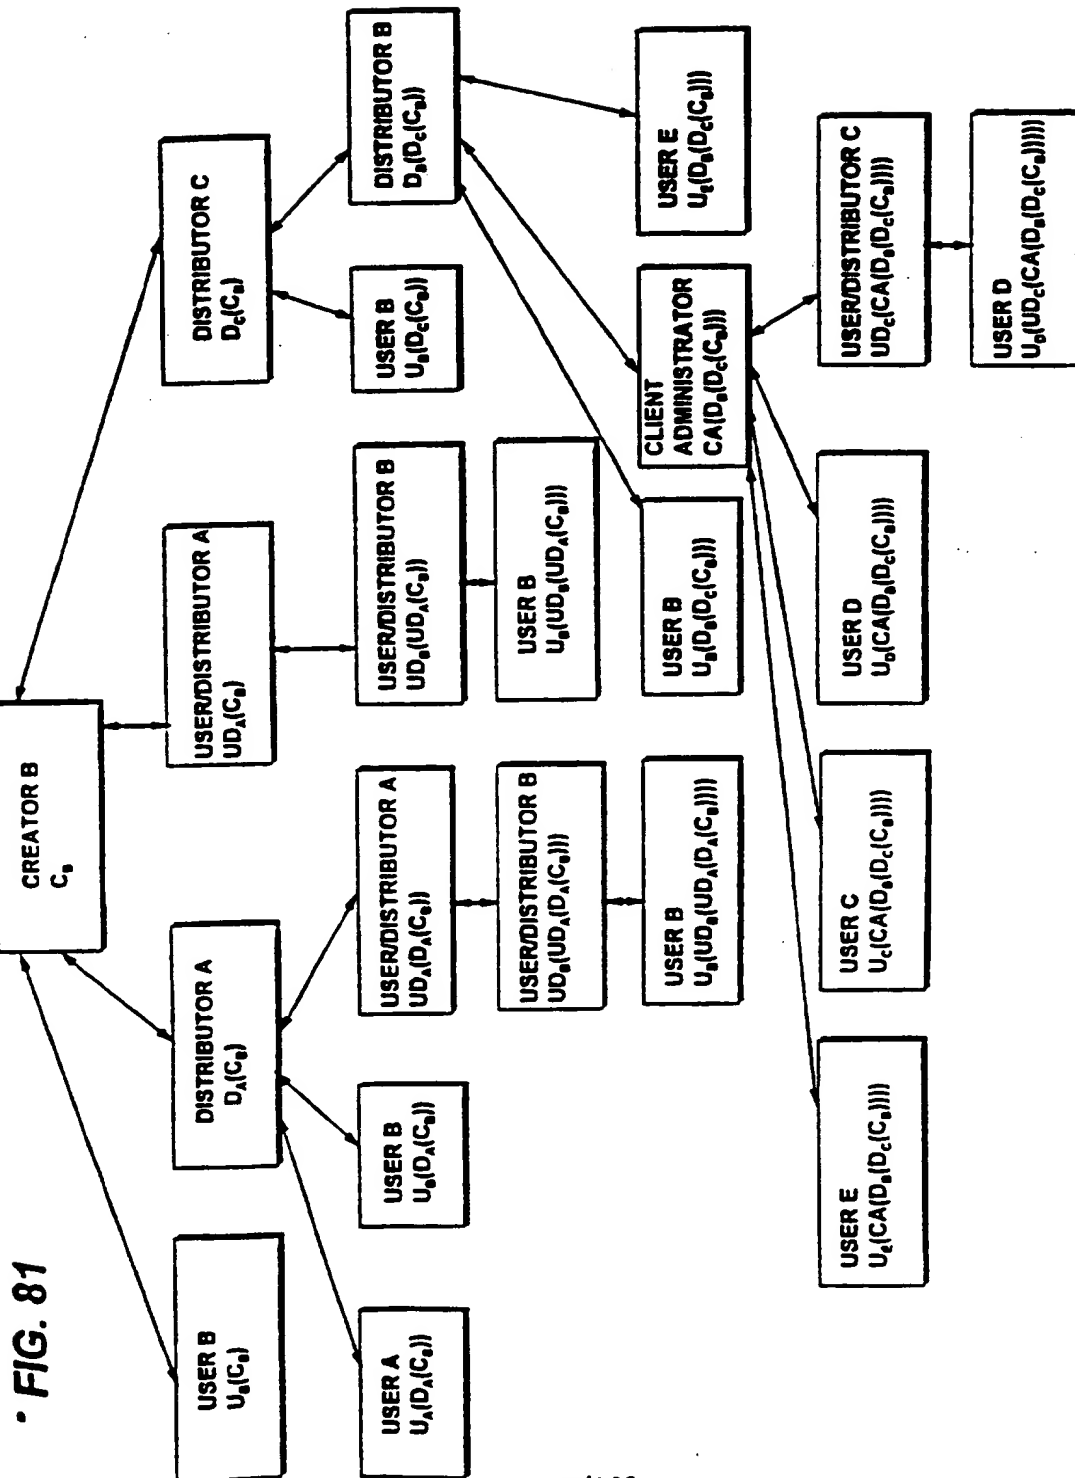 FIG. 81
CREATOR B
C_B
USER B
U_B(C_B)
DISTRIBUTOR A
D_A(C_B)
USER/DISTRIBUTOR A
UD_A(C_B)
DISTRIBUTOR C
D_C(C_B)
USER A
U_A(D_A(C_B))
USER B
U_B(D_A(C_B))
USER/DISTRIBUTOR A
UD_A(D_A(C_B))
USER/DISTRIBUTOR B
UD_B(UD_A(C_B))
USER B
U_B(D_C(C_B))
DISTRIBUTOR B
D_B(D_C(C_B))
USER/DISTRIBUTOR B
UD_B(UD_A(D_A(C_B)))
USER B
U_B(UD_B(UD_A(C_B)))
USER B
U_B(UD_B(UD_A(D_A(C_B))))
USER B
U_B(D_B(D_C(C_B)))
CLIENT
ADMINISTRATOR
CA(D_B(D_C(C_B)))
USER E
U_E(D_B(D_C(C_B)))
USER E
U_E(CA(D_B(D_C(C_B))))
USER C
U_C(CA(D_B(D_C(C_B))))
USER D
U_D(CA(D_B(D_C(C_B))))
USER/DISTRIBUTOR C
UD_C(CA(D_B(D_C(C_B))))
USER D
U_D(UD_C(CA(D_B(D_C(C_B)))))